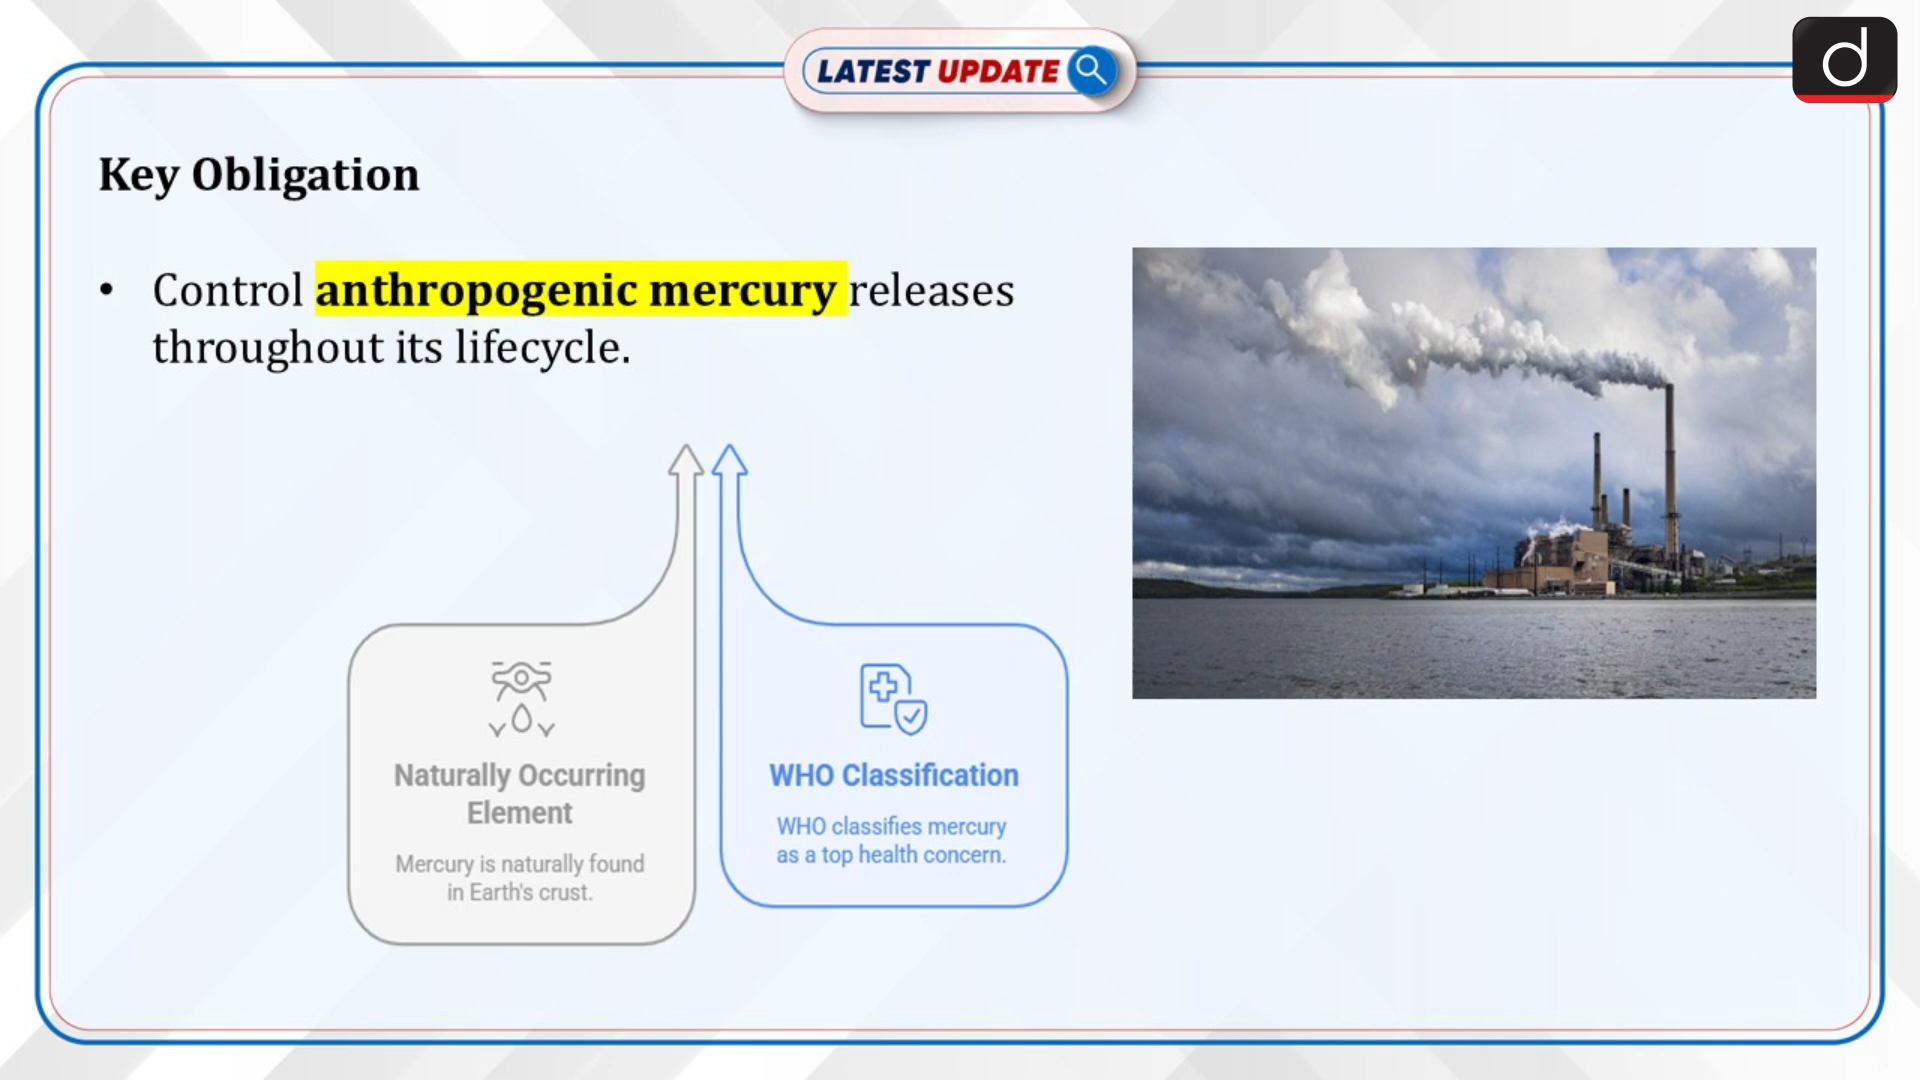 LATEST UPDATE
d
Key Obligation
• Control anthropogenic mercury releases
throughout its lifecycle.
Naturally Occurring
Element
Mercury is naturally found
in Earth's crust.
WHO Classification
WHO classifies mercury
as a top health concern.